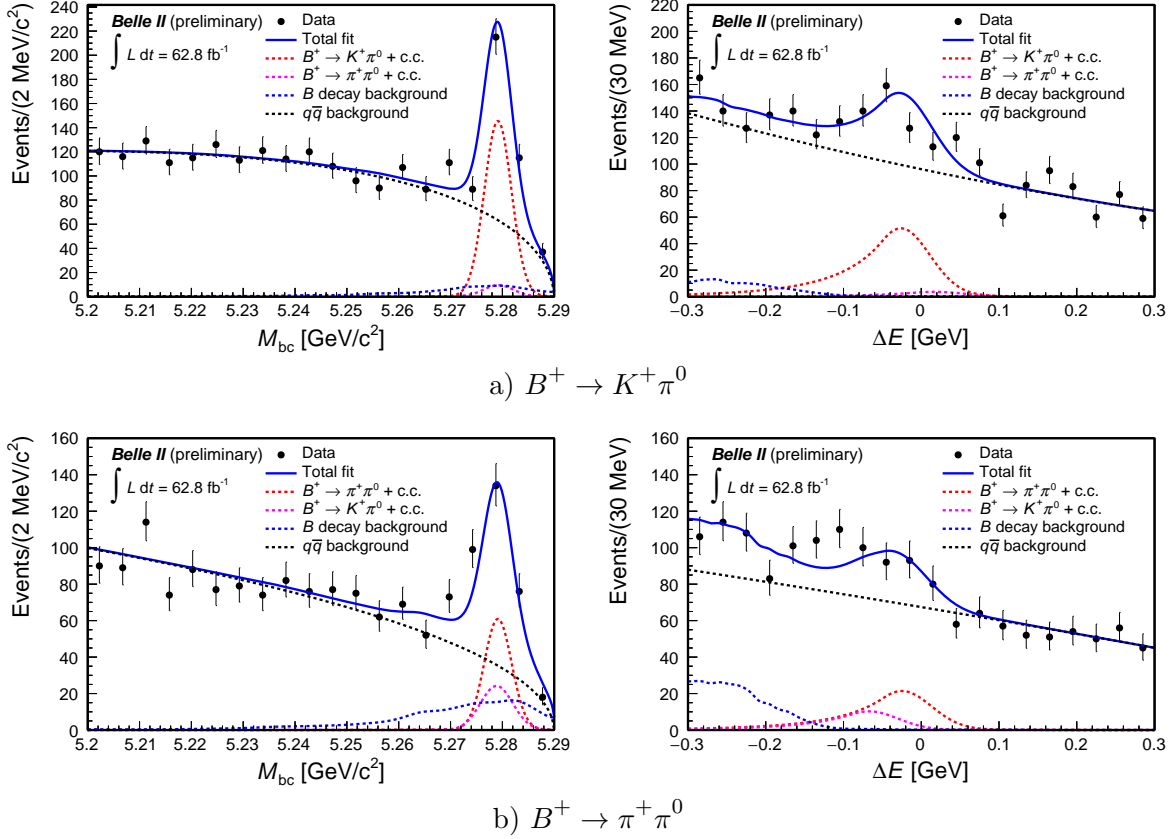 Events/(2 MeV/c²)
220
200
180
160
140
120
100
80
60
40
20
0
Belle II (preliminary)
∫ L dt = 62.8 fb⁻¹
Data
Total fit
B⁺ → K⁺π⁰ + c.c.
B⁺ → π⁺π⁰ + c.c.
B decay background
qq̅ background
5.2 5.21 5.22 5.23 5.24 5.25 5.26 5.27 5.28 5.29
M_bc [GeV/c²]
Events/(30 MeV)
200
180
160
140
120
100
80
60
40
20
0
Belle II (preliminary)
∫ L dt = 62.8 fb⁻¹
Data
Total fit
B⁺ → K⁺π⁰ + c.c.
B⁺ → π⁺π⁰ + c.c.
B decay background
qq̅ background
−0.3 −0.2 −0.1 0 0.1 0.2 0.3
ΔE [GeV]
a) B⁺ → K⁺π⁰
Events/(2 MeV/c²)
160
140
120
100
80
60
40
20
0
Belle II (preliminary)
∫ L dt = 62.8 fb⁻¹
Data
Total fit
B⁺ → π⁺π⁰ + c.c.
B⁺ → K⁺π⁰ + c.c.
B decay background
qq̅ background
5.2 5.21 5.22 5.23 5.24 5.25 5.26 5.27 5.28 5.29
M_bc [GeV/c²]
Events/(30 MeV)
160
140
120
100
80
60
40
20
0
Belle II (preliminary)
∫ L dt = 62.8 fb⁻¹
Data
Total fit
B⁺ → π⁺π⁰ + c.c.
B⁺ → K⁺π⁰ + c.c.
B decay background
qq̅ background
−0.3 −0.2 −0.1 0 0.1 0.2 0.3
ΔE [GeV]
b) B⁺ → π⁺π⁰